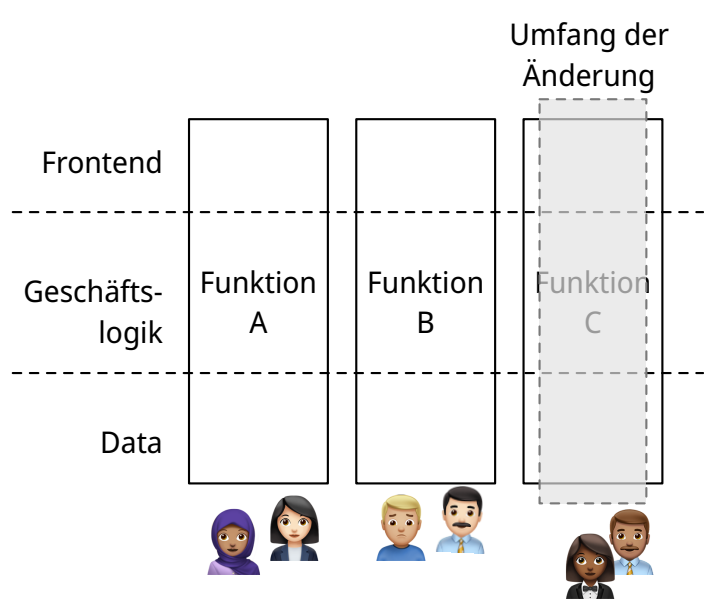 Umfang der
Änderung
Frontend
Geschäfts-
logik
Funktion
A
Funktion
B
Funktion
C
Data